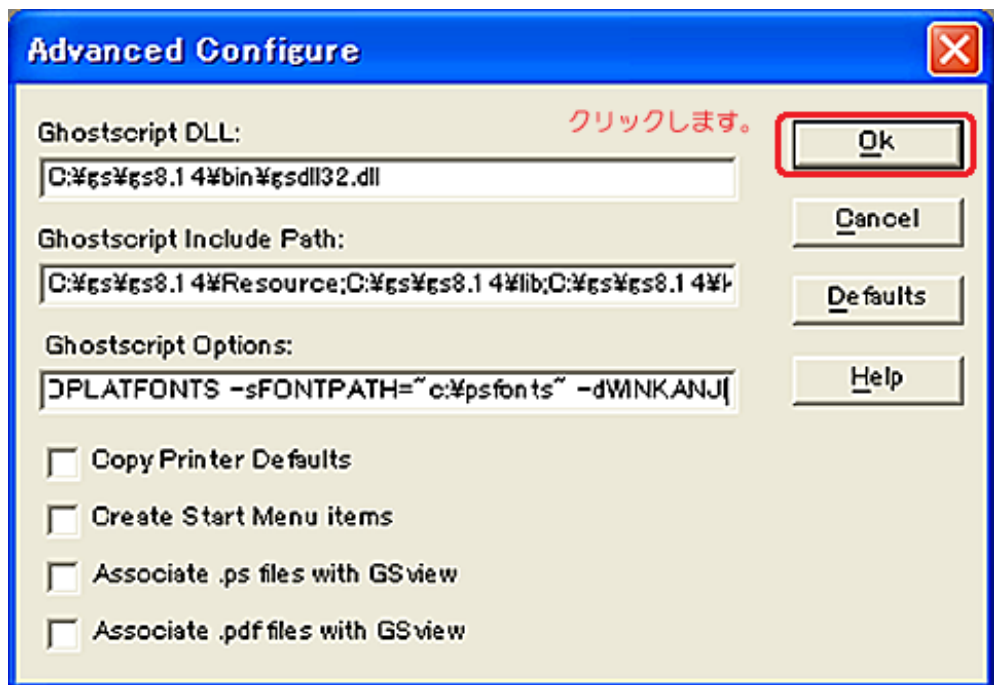 Advanced Configure
クリックします。
Ghostscript DLL:
Ok
C:¥gs¥gs8.14¥bin¥gsdll32.dll
Cancel
Ghostscript Include Path:
C:¥gs¥gs8.14¥Resource;C:¥gs¥gs8.14¥lib;C:¥gs¥gs8.14¥
Defaults
Ghostscript Options:
PLATFONTS -sFONTPATH="c:¥psfonts" -dWINKANJI
Help
Copy Printer Defaults
Create Start Menu items
Associate .ps files with GSview
Associate .pdf files with GSview